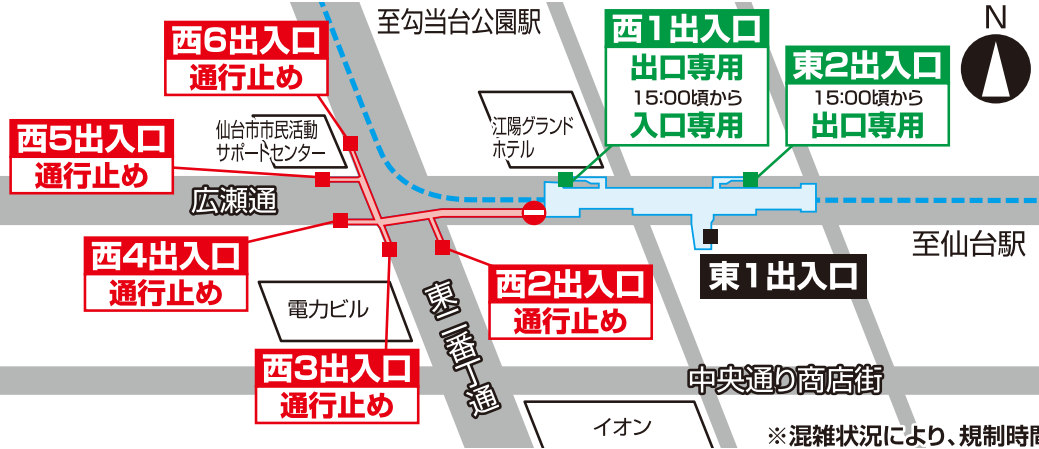 至勾当台公園駅
N
西6出入口
通行止め
西1出入口
出口専用
15:00頃から
入口専用
東2出入口
15:00頃から
出口専用
西5出入口
通行止め
仙台市市民活動
サポートセンター
江陽グランド
ホテル
広瀬通
西4出入口
通行止め
至仙台駅
東1出入口
西2出入口
通行止め
電力ビル
東二番丁通
西3出入口
通行止め
中央通り商店街
イオン
※混雑状況により、規制時間